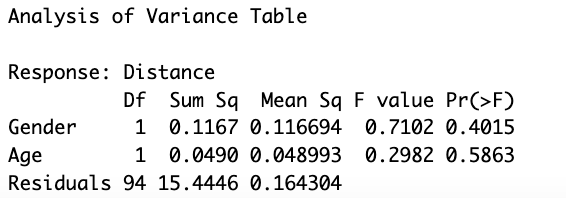 Analysis of Variance Table
Response: Distance
Df Sum Sq Mean Sq F value Pr(>F)
Gender 1 0.1167 0.116694 0.7102 0.4015
Age 1 0.0490 0.048993 0.2982 0.5863
Residuals 94 15.4446 0.164304